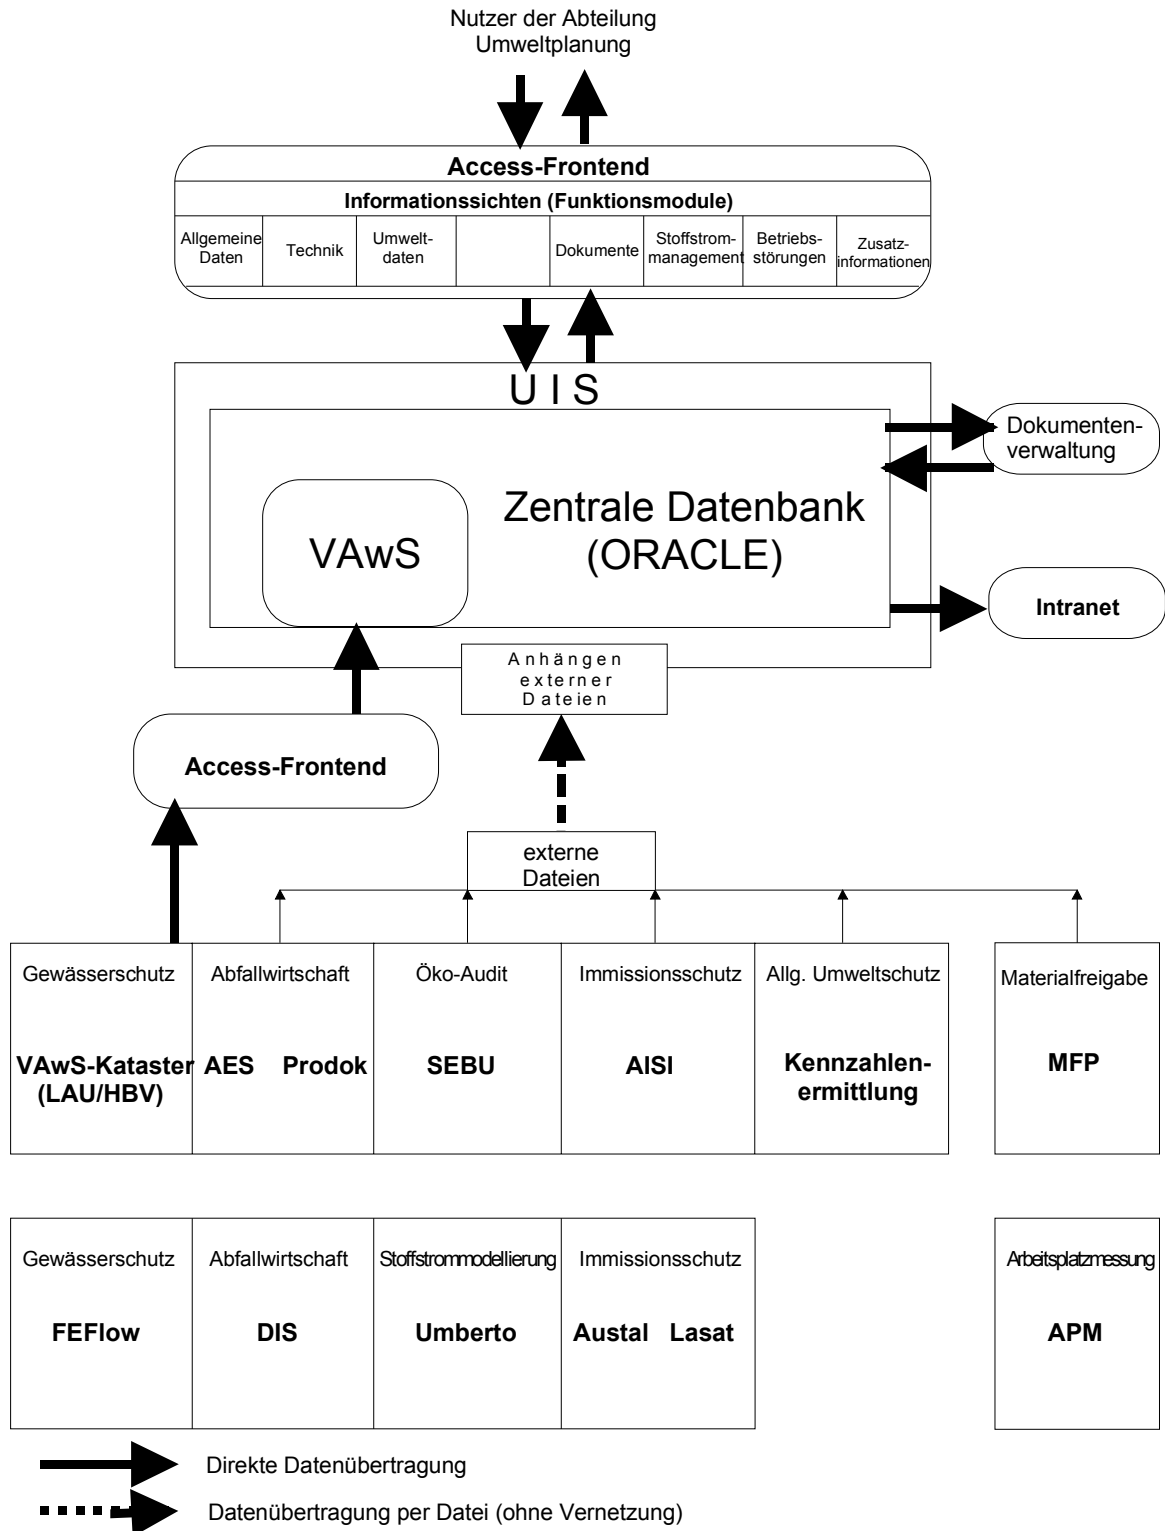 Nutzer der Abteilung
Umweltplanung
Access-Frontend
Informationssichten (Funktionsmodule)
Allgemeine
Daten
Technik
Umwelt-
daten
Dokumente
Stoffstrom-
management
Betriebs-
störungen
Zusatz-
informationen
U I S
Zentrale Datenbank
(ORACLE)
VAwS
Dokumenten-
verwaltung
Intranet
Anhängen
externer
Dateien
Access-Frontend
externe
Dateien
Gewässerschutz
VAwS-Kataster
(LAU/HBV)
Abfallwirtschaft
AES Prodok
Öko-Audit
SEBU
Immissionsschutz
AISI
Allg. Umweltschutz
Kennzahlen-
ermittlung
Materialfreigabe
MFP
Gewässerschutz
FEFlow
Abfallwirtschaft
DIS
Stoffstrommodellierung
Umberto
Immissionsschutz
Austal Lasat
Arbeitsplatzmessung
APM
Direkte Datenübertragung
Datenübertragung per Datei (ohne Vernetzung)